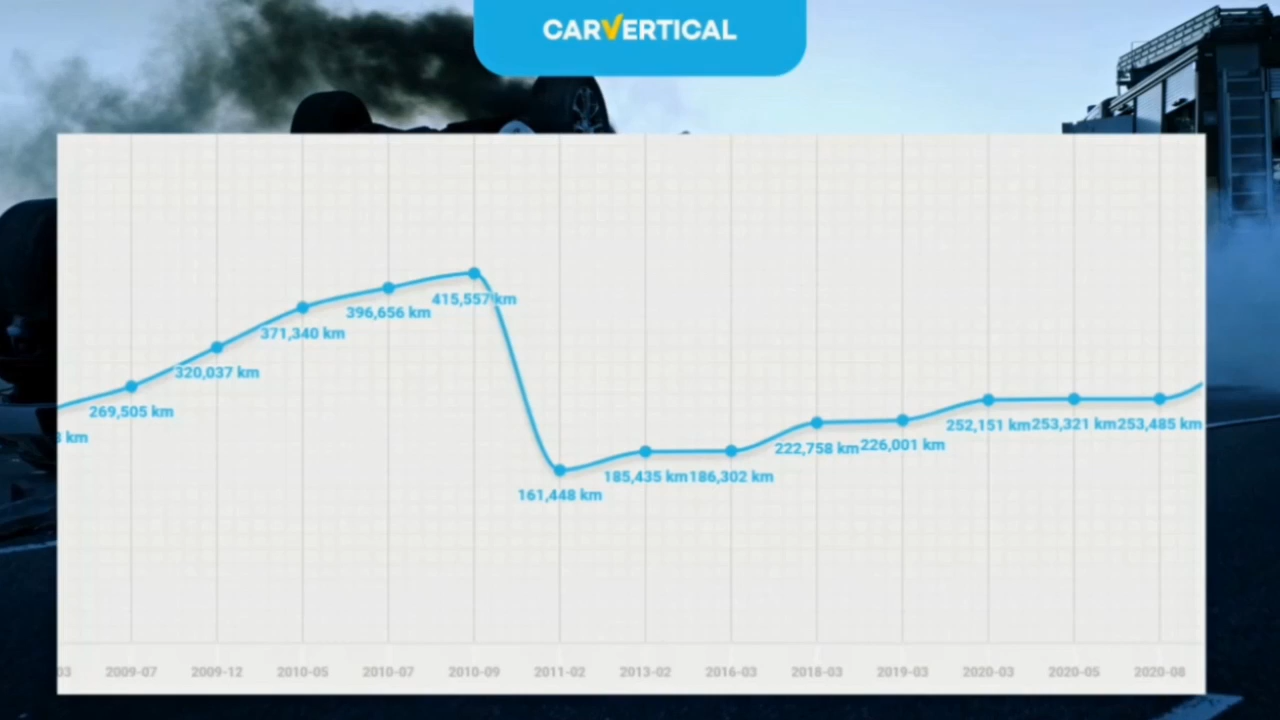 CARVERTICAL
415,557 km
396,656 km
371,340 km
320,037 km
269,505 km
km
222,758 km 226,001 km 252,151 km 253,321 km 253,485 km
161,448 km 185,435 km 186,302 km
03 2009-07 2009-12 2010-05 2010-07 2010-09 2011-02 2013-02 2016-03 2018-03 2019-03 2020-03 2020-05 2020-08